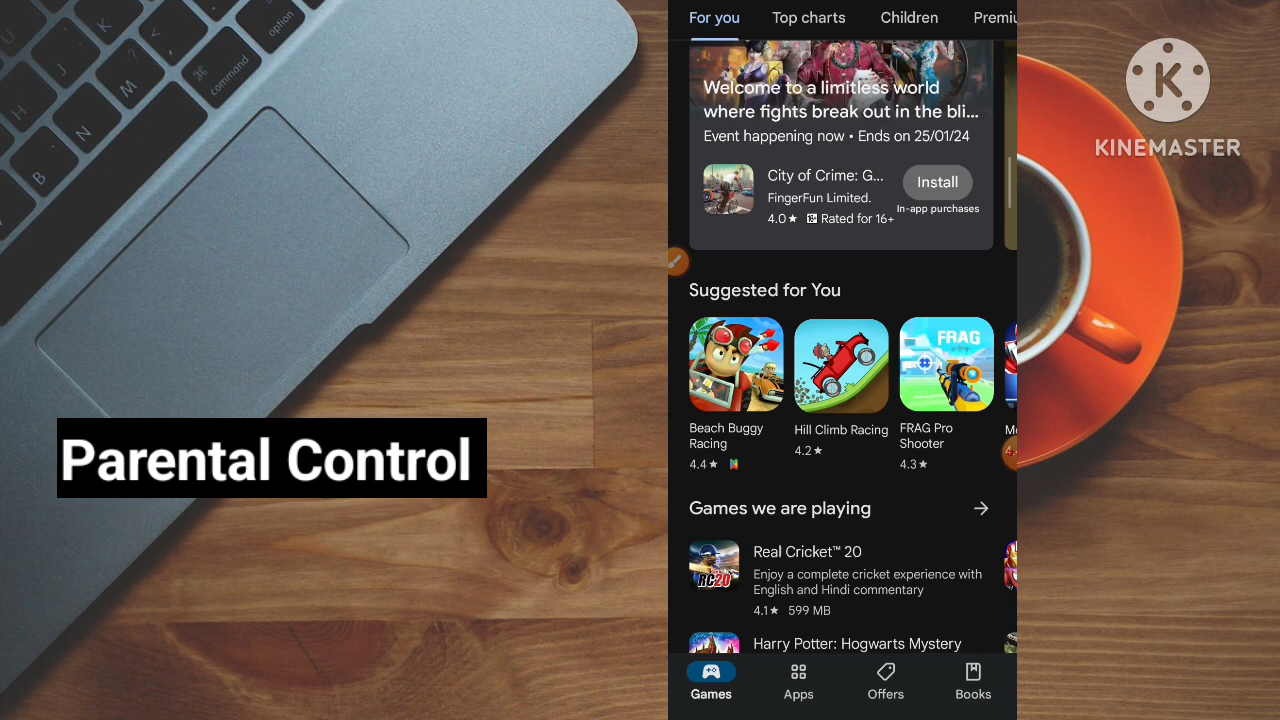 option
command
U
K
<
J
M
>
H
N
B
Parental Control
For you
Top charts
Children
Welcome to a limitless world
where fights break out in the bli...
Event happening now • Ends on 25/01/24
City of Crime: G...
FingerFun Limited.
4.0★ Rated for 16+
Install
In-app purchases
Suggested for You
FRAG
Beach Buggy
Racing
4.4★
Hill Climb Racing
4.2★
FRAG Pro
Shooter
4.3★
Games we are playing
RC20
Real Cricket™ 20
Enjoy a complete cricket experience with
English and Hindi commentary
4.1★ 599 MB
Harry Potter: Hogwarts Mystery
Games
Apps
Offers
Books
K
KINEMASTER